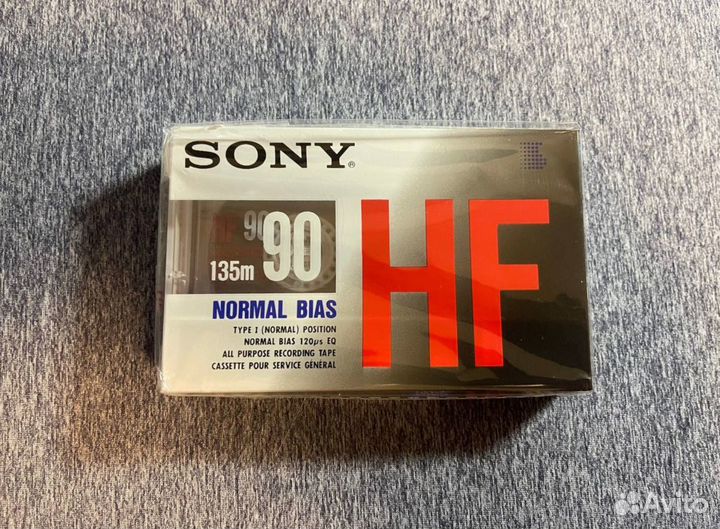 SONY®
HF
90
90
135m
NORMAL BIAS
TYPE I (NORMAL) POSITION
NORMAL BIAS 120µs EQ
ALL PURPOSE RECORDING TAPE
CASSETTE POUR SERVICE GÉNÉRAL
HF
Avito